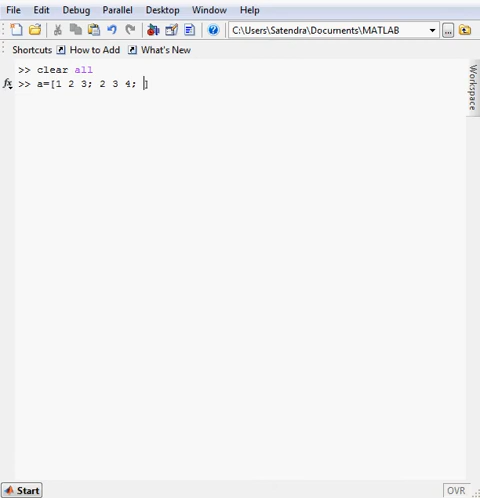 File Edit Debug Parallel Desktop Window Help
C:\Users\Satendra\Documents\MATLAB ...
Shortcuts How to Add What's New
>> clear all
fx >> a=[1 2 3; 2 3 4; ]
Workspace
Start OVR